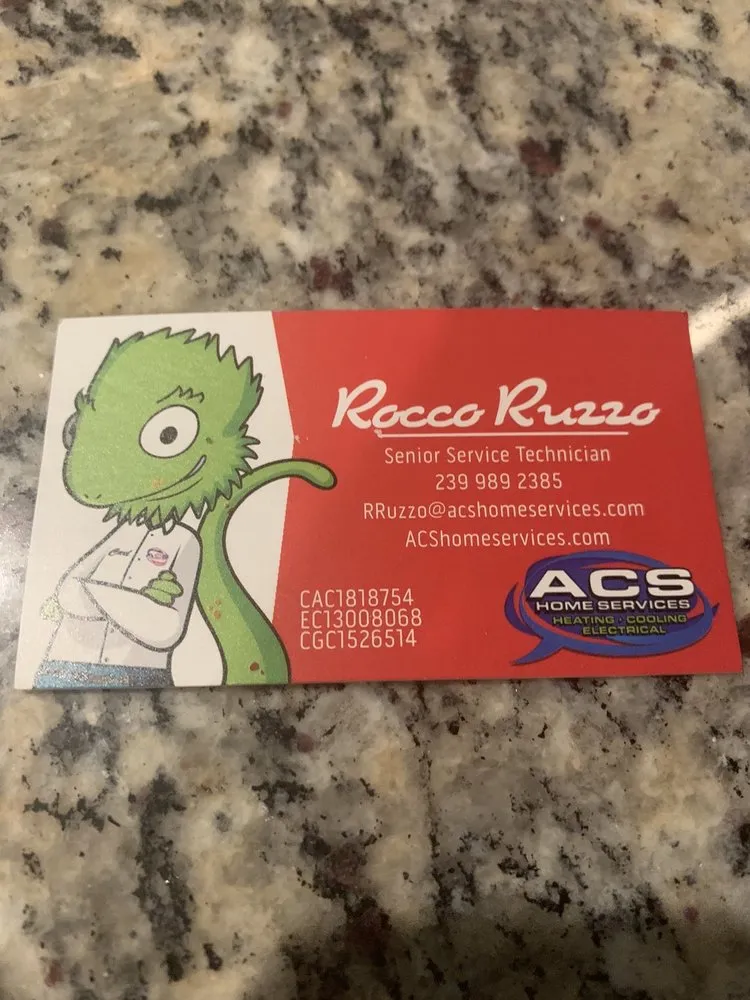 Rocco Ruzzo
Senior Service Technician
239 989 2385
RRuzzo@acshomeservices.com
ACShomeservices.com
CAC1818754
EC13008068
CGC1526514
ACS
HOME SERVICES
HEATING · COOLING
ELECTRICAL